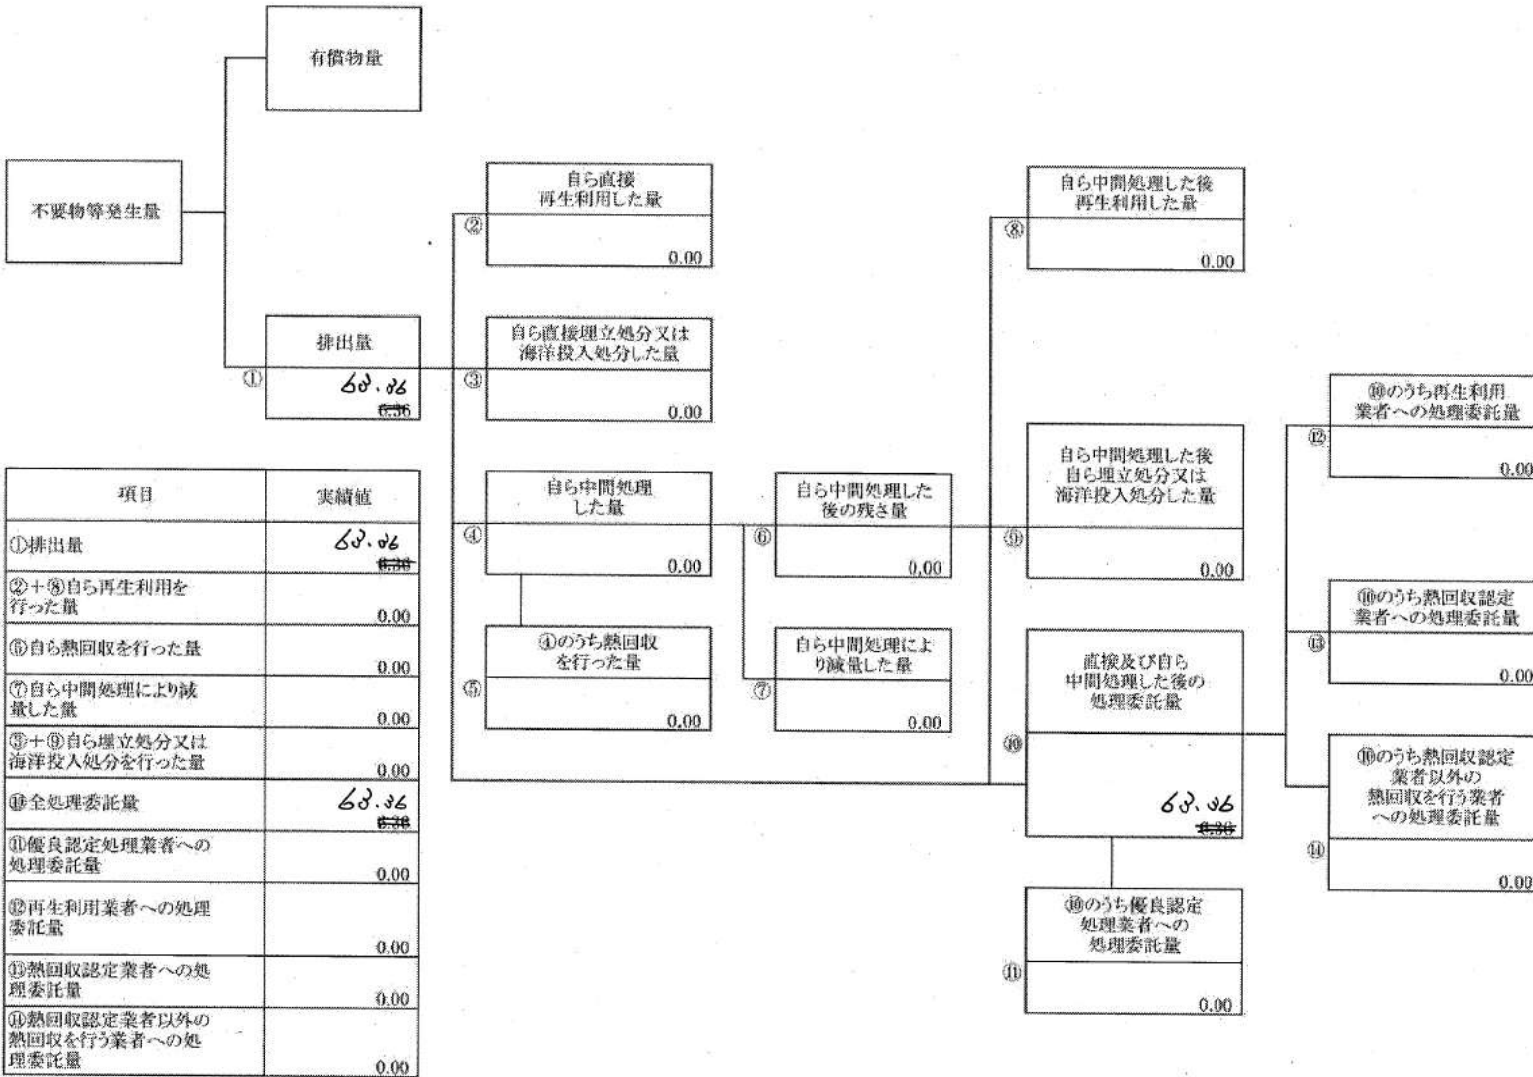 有償物量
不要物等発生量
排出量
①
63.36
6.36
自ら直接
再生利用した量
②
0.00
自ら直接埋立処分又は
海洋投入処分した量
③
0.00
自ら中間処理
した量
④
0.00
④のうち熱回収
を行った量
⑤
0.00
自ら中間処理した
後の残さ量
⑥
0.00
自ら中間処理によ
り減量した量
⑦
0.00
自ら中間処理した後
再生利用した量
⑧
0.00
自ら中間処理した後
自ら埋立処分又は
海洋投入処分した量
⑨
0.00
直接及び自ら
中間処理した後の
処理委託量
⑩
63.36
6.36
⑩のうち優良認定
処理業者への
処理委託量
⑪
0.00
⑩のうち再生利用
業者への処理委託量
⑫
0.00
⑩のうち熱回収認定
業者への処理委託量
⑬
0.00
⑩のうち熱回収認定
業者以外の
熱回収を行う業者
への処理委託量
⑭
0.00
項目 実績値
①排出量 63.36
6.36
②+⑧自ら再生利用を
行った量 0.00
⑤自ら熱回収を行った量 0.00
⑦自ら中間処理により減
量した量 0.00
③+⑨自ら埋立処分又は
海洋投入処分を行った量 0.00
⑩全処理委託量 63.36
6.36
⑪優良認定処理業者への
処理委託量 0.00
⑫再生利用業者への処理
委託量 0.00
⑬熱回収認定業者への処
理委託量 0.00
⑭熱回収認定業者以外の
熱回収を行う業者への処
理委託量 0.00